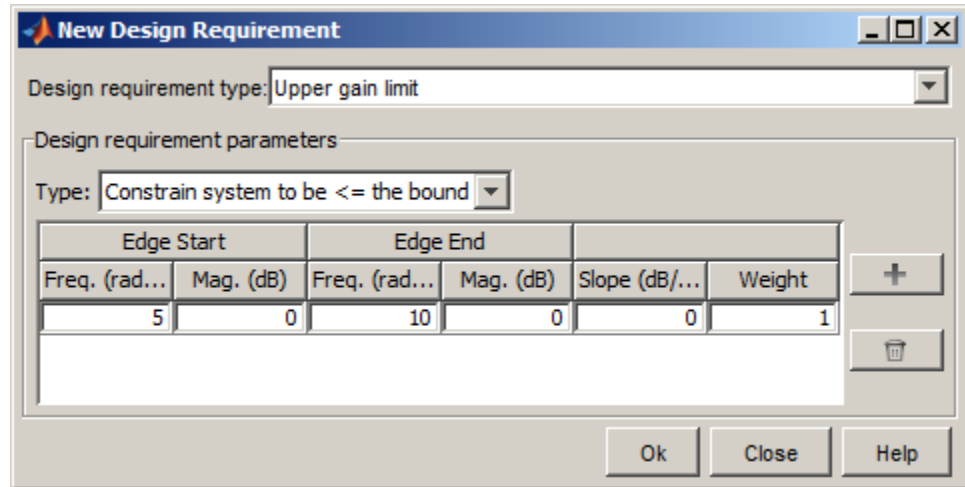 New Design Requirement
Design requirement type: Upper gain limit
Design requirement parameters
Type: Constrain system to be <= the bound
Edge Start Edge End
Freq. (rad... Mag. (dB) Freq. (rad... Mag. (dB) Slope (dB/... Weight
5 0 10 0 0 1
Ok Close Help